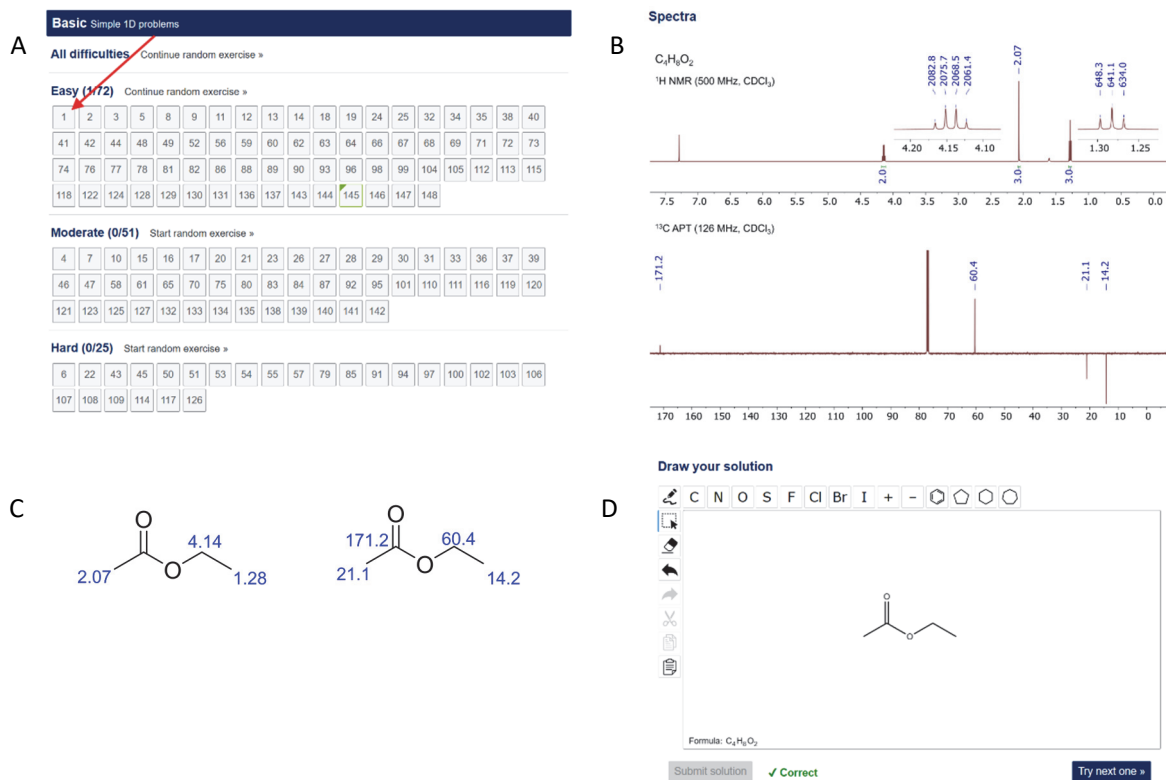 A
Basic Simple 1D problems
All difficulties Continue random exercise »
Easy (1/72) Continue random exercise »
1 2 3 5 8 9 11 12 13 14 18 19 24 25 32 35 38 40
41 42 44 48 49 52 56 59 60 62 64 66 67 68 69 71 72 73
74 76 77 78 81 82 86 88 89 90 93 96 98 99 104 105 112 113 115
118 122 124 128 129 130 131 136 137 143 144 145 146 147 148
Moderate (0/51) Start random exercise »
4 7 10 15 16 17 20 21 23 26 27 28 29 31 33 36 37 39
46 47 58 61 65 70 75 80 83 84 87 92 95 101 110 111 116 119 120
121 123 125 127 132 133 134 135 138 139 140 141 142
Hard (0/25) Start random exercise »
6 22 43 45 50 51 53 54 55 57 79 85 91 94 97 100 102 103 106
107 108 109 114 117 126
B
Spectra
C₄H₈O₂
¹H NMR (500 MHz, CDCl₃)
2082.8
2075.7
2068.5
2061.4
2.07
648.3
641.1
634.0
4.20 4.15 4.10
1.30 1.25
2.0
3.0
3.0
7.5 7.0 6.5 6.0 5.5 5.0 4.5 4.0 3.5 3.0 2.5 2.0 1.5 1.0 0.5 0.0
¹³C APT (126 MHz, CDCl₃)
171.2
60.4
21.1
14.2
170 160 150 140 130 120 110 100 90 80 70 60 50 40 30 20 10 0
C
O
4.14
O
2.07
1.28
O
171.2
60.4
O
21.1
14.2
D
Draw your solution
C N O S F Cl Br I + −
O
O
Formula: C₄H₈O₂
Submit solution
✓ Correct
Try next one »